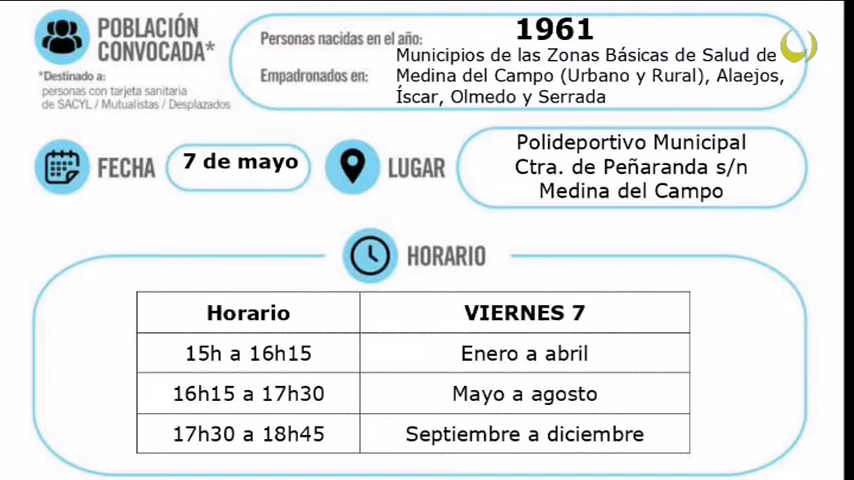 POBLACIÓN
CONVOCADA*
*Destinado a:
personas con tarjeta sanitaria
de SACYL / Mutualistas / Desplazados
Personas nacidas en el año: 1961
Empadronados en: Municipios de las Zonas Básicas de Salud de
Medina del Campo (Urbano y Rural), Alaejos,
Íscar, Olmedo y Serrada
FECHA 7 de mayo
LUGAR
Polideportivo Municipal
Ctra. de Peñaranda s/n
Medina del Campo
HORARIO
Horario VIERNES 7
15h a 16h15 Enero a abril
16h15 a 17h30 Mayo a agosto
17h30 a 18h45 Septiembre a diciembre